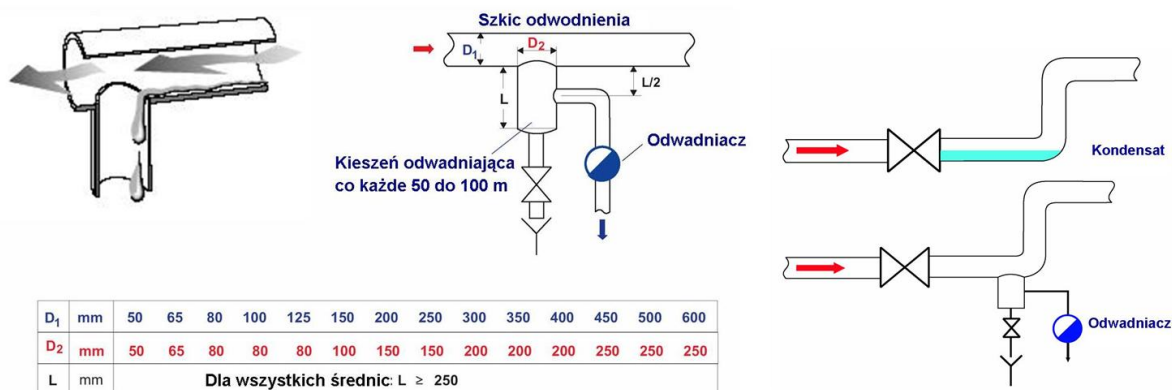 Szkic odwodnienia
D₁
D₂
L
L/2
Odwadniacz
Kieszeń odwadniająca
co każde 50 do 100 m
Kondensat
Odwadniacz
D₁ mm 50 65 80 100 125 150 200 250 300 350 400 450 500 600
D₂ mm 50 65 80 80 80 100 150 150 200 200 200 250 250 250
L mm Dla wszystkich średnic: L ≥ 250